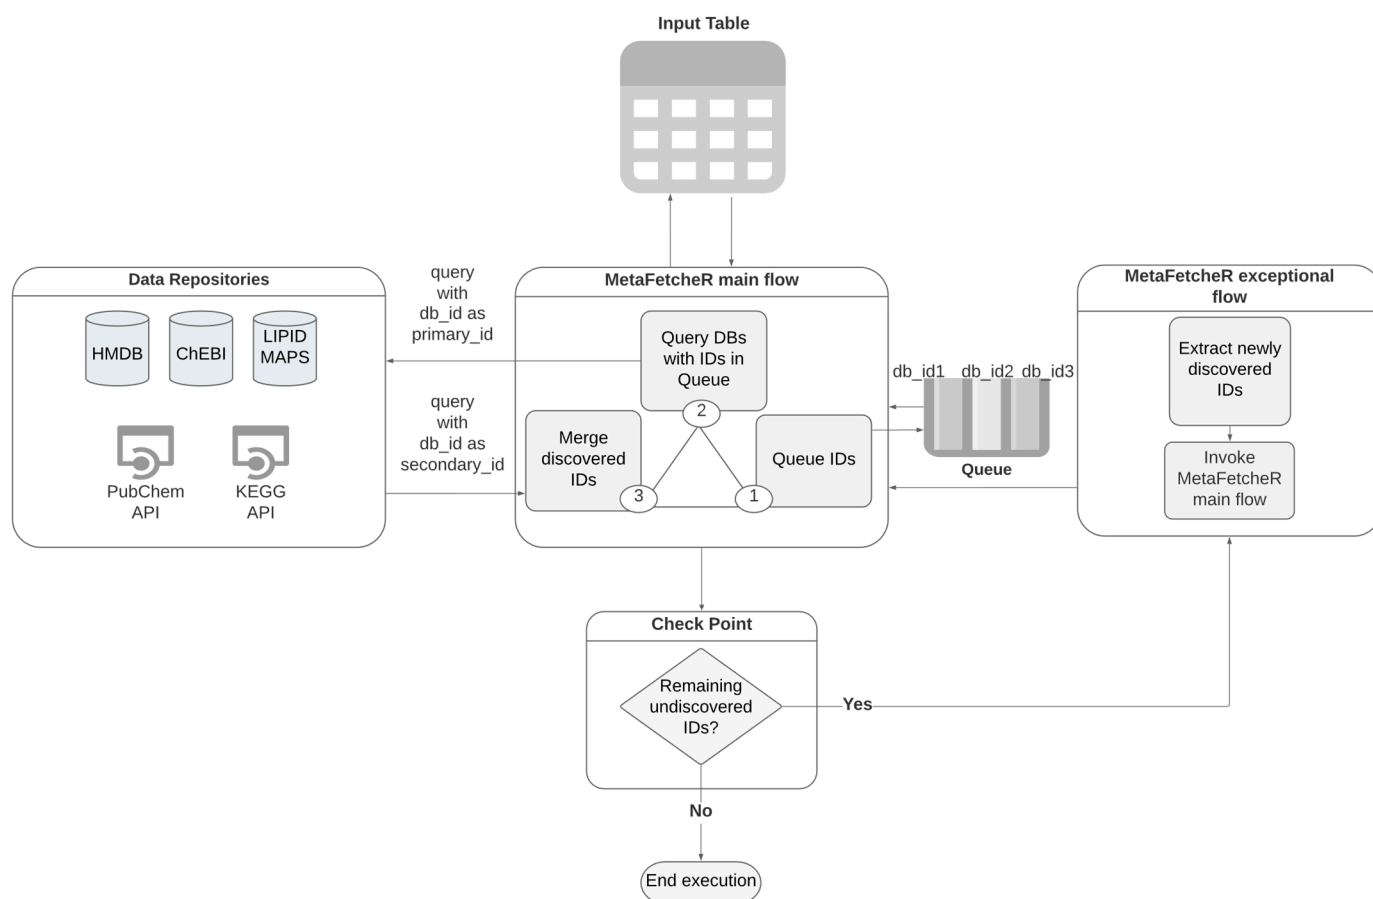 Input Table
Data Repositories
HMDB
ChEBI
LIPID
MAPS
PubChem
API
KEGG
API
query
with
db_id as
primary_id
query
with
db_id as
secondary_id
MetaFetcheR main flow
Query DBs
with IDs in
Queue
2
Merge
discovered
IDs
3
Queue IDs
1
db_id1 db_id2 db_id3
Queue
MetaFetcheR exceptional
flow
Extract newly
discovered
IDs
Invoke
MetaFetcheR
main flow
Check Point
Remaining
undiscovered
IDs?
Yes
No
End execution